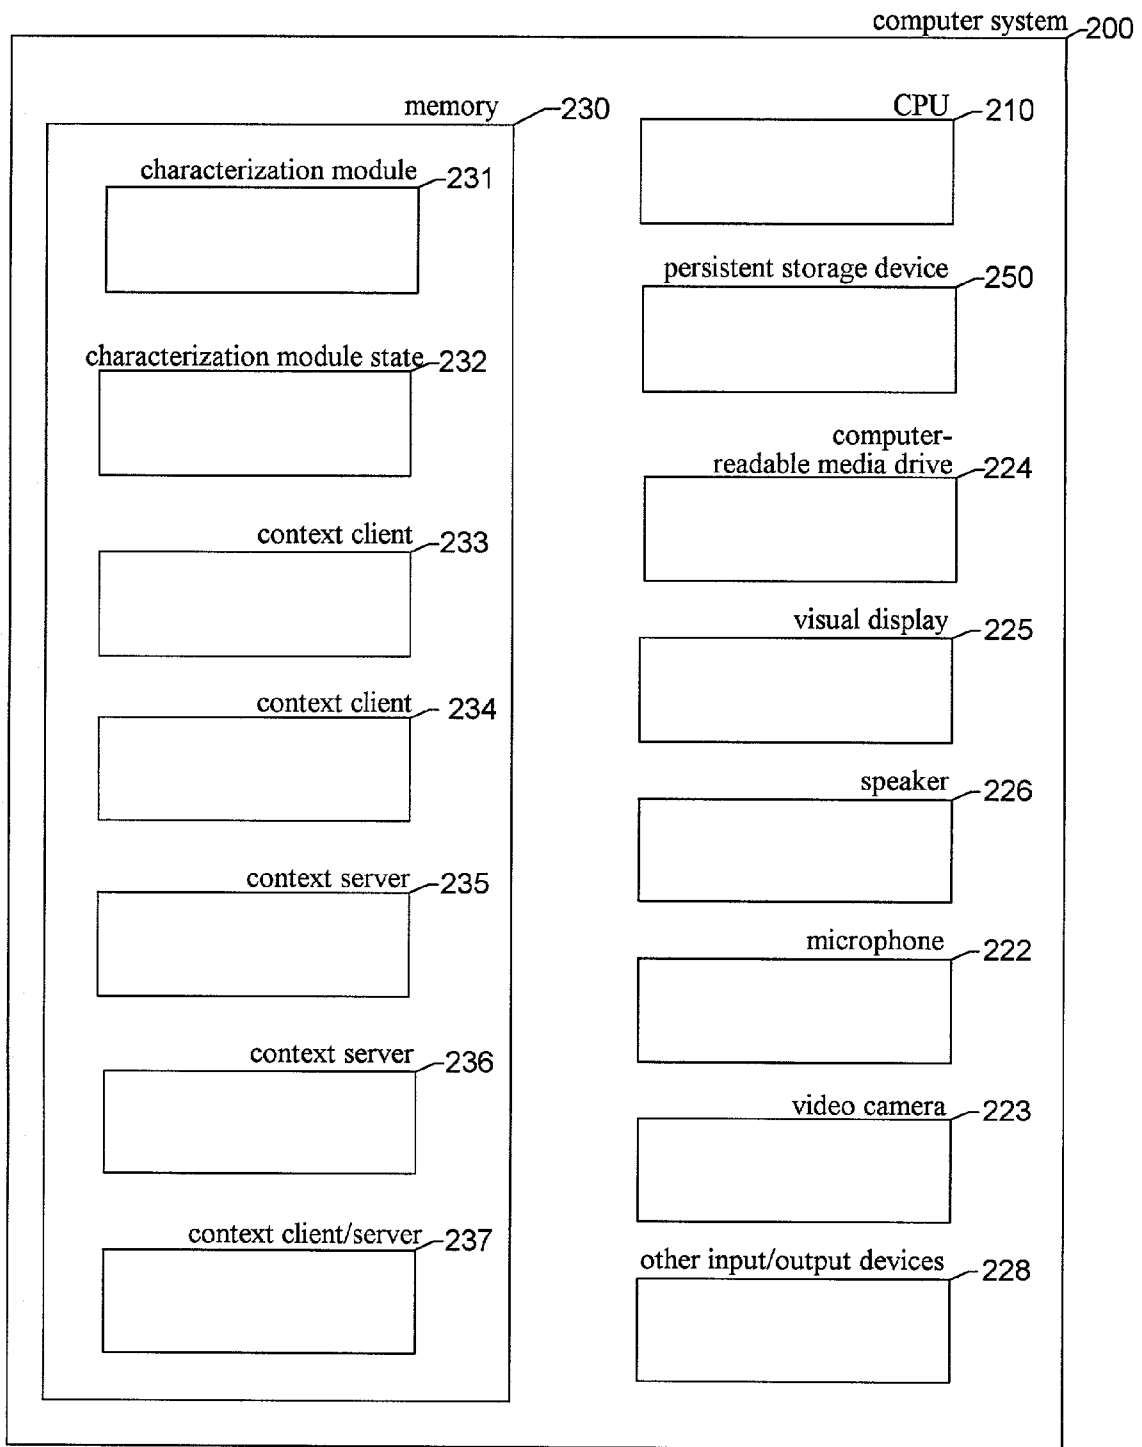 computer system 200
memory 230
characterization module 231
characterization module state 232
context client 233
context client 234
context server 235
context server 236
context client/server 237
CPU 210
persistent storage device 250
computer-
readable media drive 224
visual display 225
speaker 226
microphone 222
video camera 223
other input/output devices 228